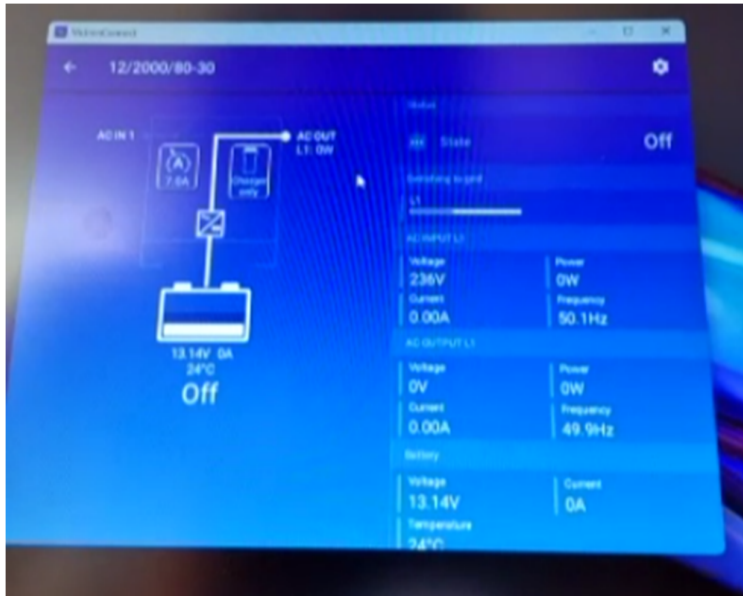 VictronConnect
12/2000/80-30
AC IN 1
AC OUT
L1: 0W
7.0A
Charger
only
13.14V 0A
24°C
Off
Status
State
Off
Switching to grid
L1
AC INPUT L1
Voltage
236V
Power
0W
Current
0.00A
Frequency
50.1Hz
AC OUTPUT L1
Voltage
0V
Power
0W
Current
0.00A
Frequency
49.9Hz
Battery
Voltage
13.14V
Current
0A
Temperature
24°C